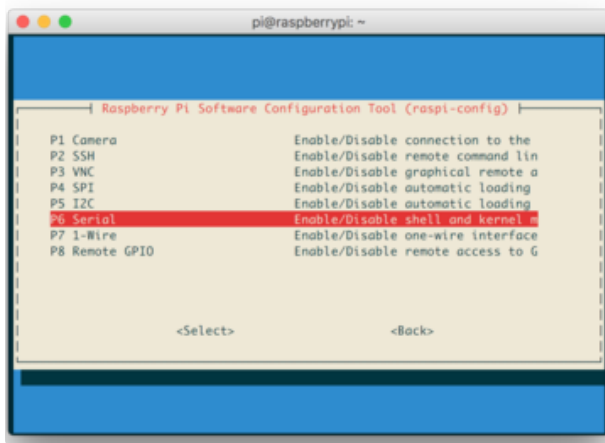 pi@raspberrypi: ~
Raspberry Pi Software Configuration Tool (raspi-config)
P1 Camera Enable/Disable connection to the
P2 SSH Enable/Disable remote command lin
P3 VNC Enable/Disable graphical remote a
P4 SPI Enable/Disable automatic loading
P5 I2C Enable/Disable automatic loading
P6 Serial Enable/Disable shell and kernel m
P7 1-Wire Enable/Disable one-wire interface
P8 Remote GPIO Enable/Disable remote access to G
<Select> <Back>